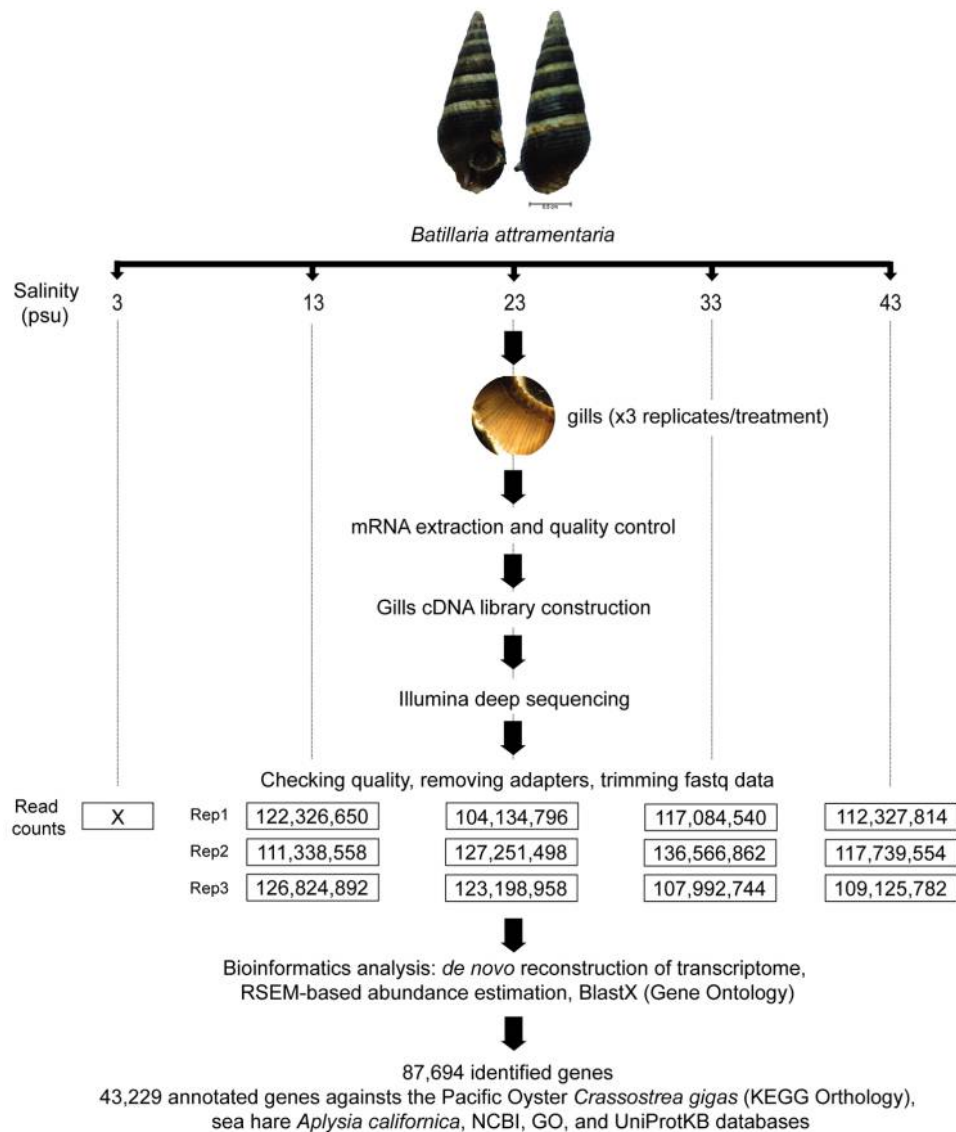 0.5 cm
Batillaria attramentaria
Salinity (psu) 3 13 23 33 43
gills (x3 replicates/treatment)
mRNA extraction and quality control
Gills cDNA library construction
Illumina deep sequencing
Checking quality, removing adapters, trimming fastq data
Read counts X Rep1 122,326,650 104,134,796 117,084,540 112,327,814
Rep2 111,338,558 127,251,498 136,566,862 117,739,554
Rep3 126,824,892 123,198,958 107,992,744 109,125,782
Bioinformatics analysis: de novo reconstruction of transcriptome,
RSEM-based abundance estimation, BlastX (Gene Ontology)
87,694 identified genes
43,229 annotated genes againsts the Pacific Oyster Crassostrea gigas (KEGG Orthology),
sea hare Aplysia californica, NCBI, GO, and UniProtKB databases